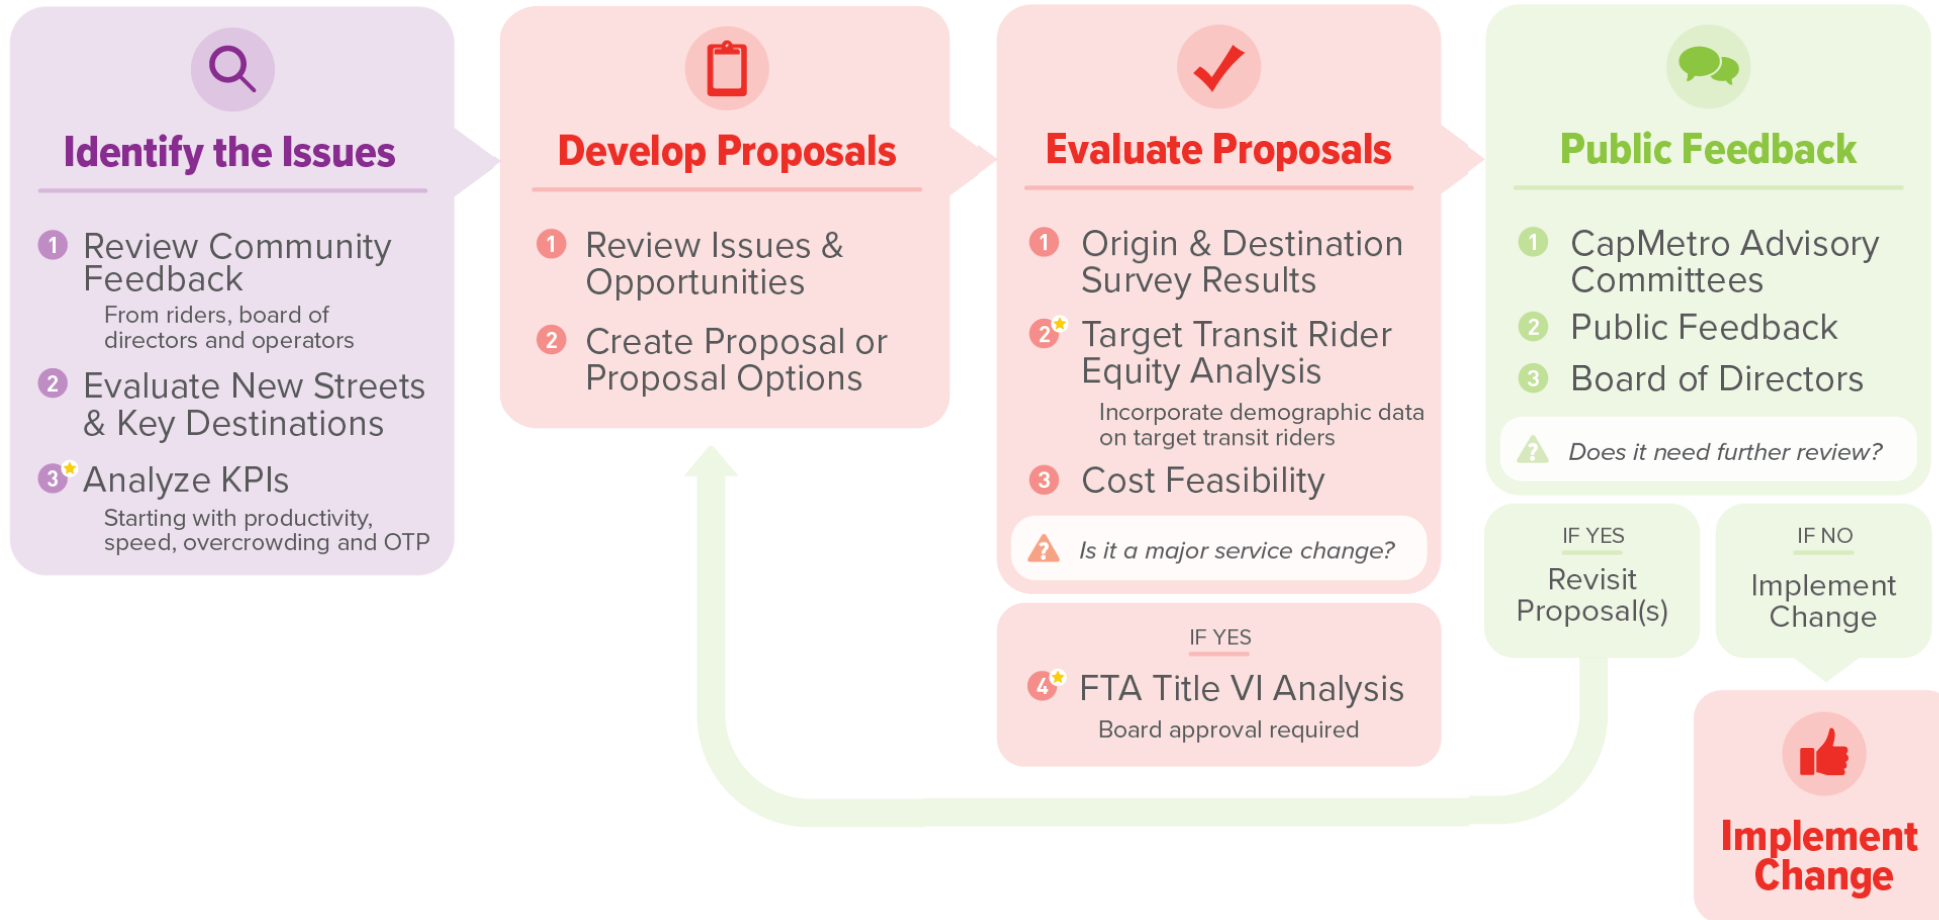 Identify the Issues
1 Review Community
Feedback
From riders, board of
directors and operators
2 Evaluate New Streets
& Key Destinations
3 Analyze KPIs
Starting with productivity,
speed, overcrowding and OTP
Develop Proposals
1 Review Issues &
Opportunities
2 Create Proposal or
Proposal Options
Evaluate Proposals
1 Origin & Destination
Survey Results
2 Target Transit Rider
Equity Analysis
Incorporate demographic data
on target transit riders
3 Cost Feasibility
? Is it a major service change?
IF YES
4 FTA Title VI Analysis
Board approval required
Public Feedback
1 CapMetro Advisory
Committees
2 Public Feedback
3 Board of Directors
? Does it need further review?
IF YES
Revisit
Proposal(s)
IF NO
Implement
Change
Implement
Change